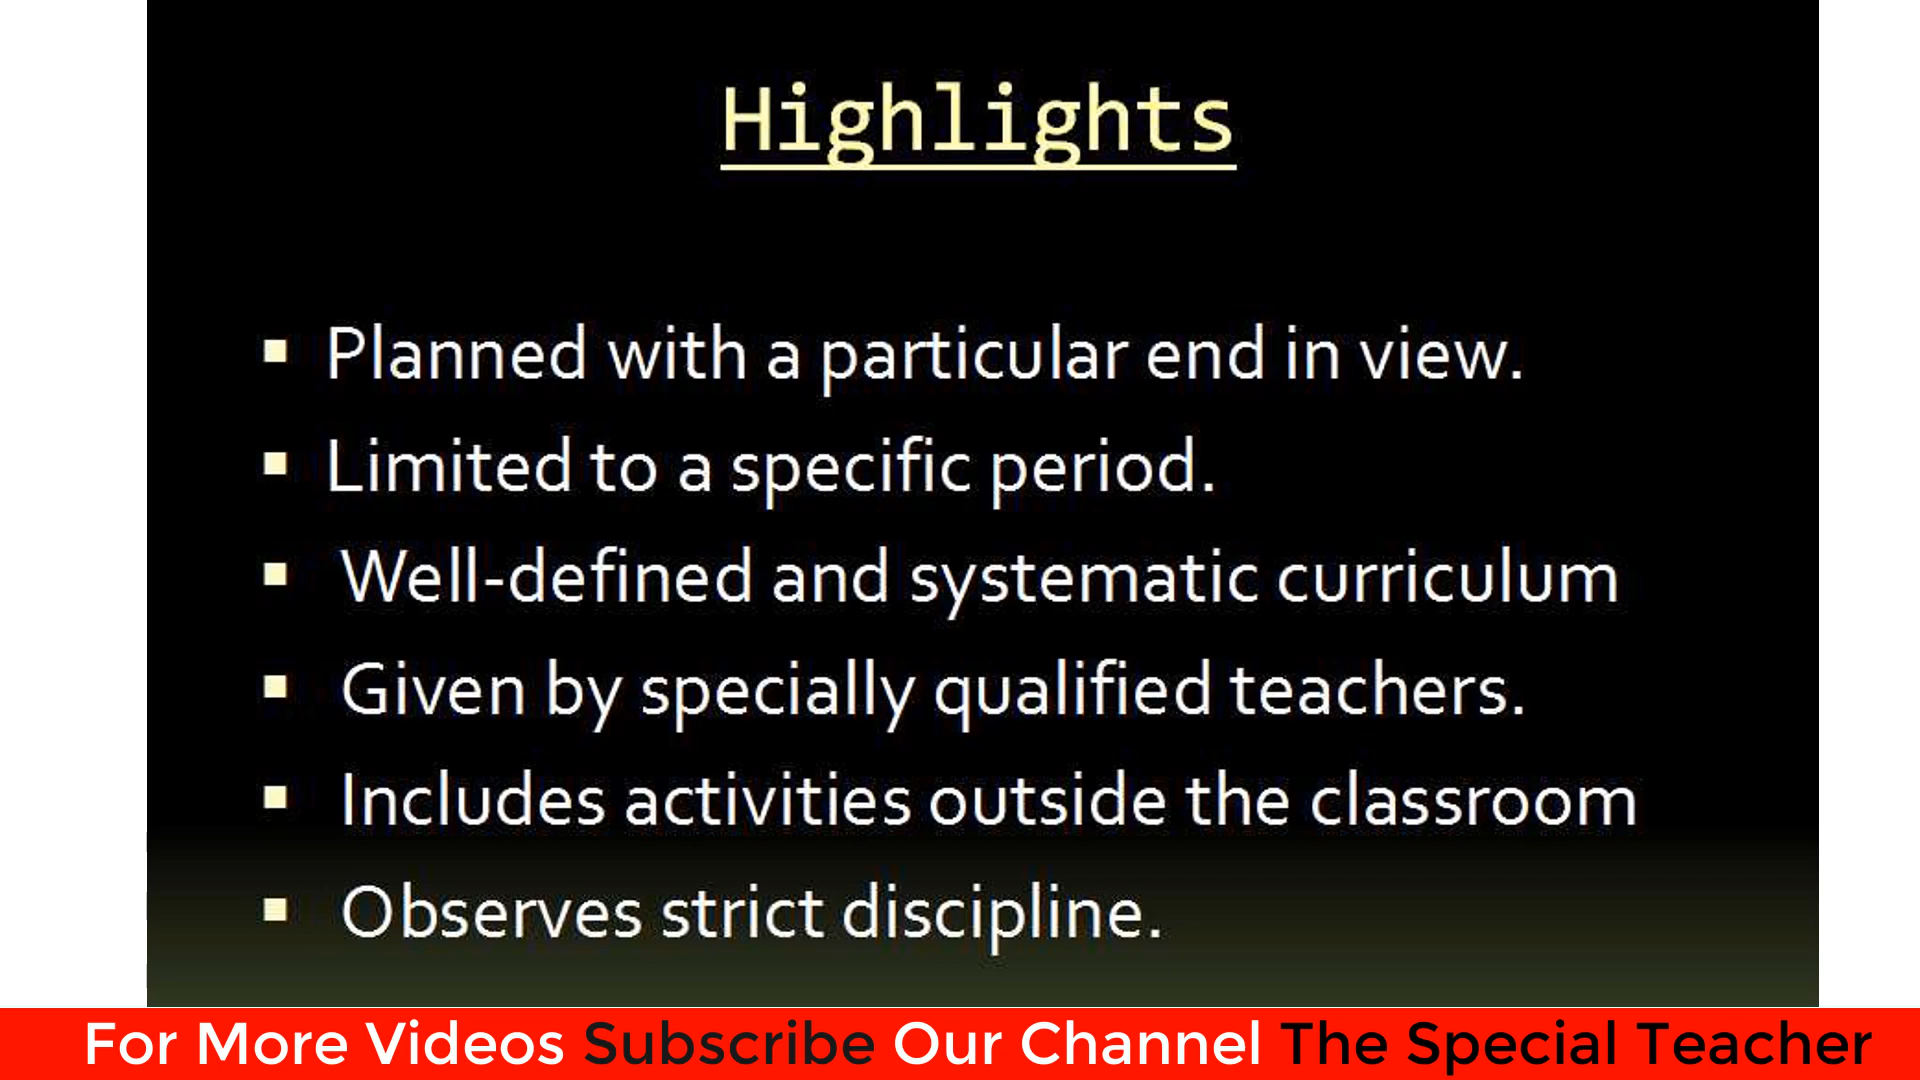 Highlights
▪ Planned with a particular end in view.
▪ Limited to a specific period.
▪ Well-defined and systematic curriculum
▪ Given by specially qualified teachers.
▪ Includes activities outside the classroom
▪ Observes strict discipline.
For More Videos Subscribe Our Channel The Special Teacher